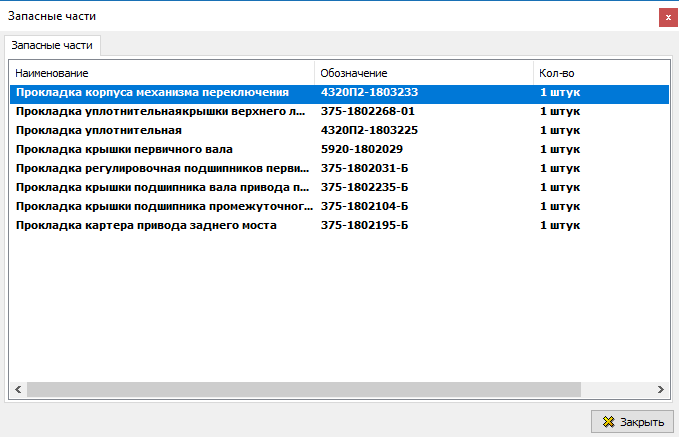 Запасные части
x
Запасные части
Наименование Обозначение Кол-во
Прокладка корпуса механизма переключения 4320П2-1803233 1 штук
Прокладка уплотнительнаякрышки верхнего л... 375-1802268-01 1 штук
Прокладка уплотнительная 4320П2-1803225 1 штук
Прокладка крышки первичного вала 5920-1802029 1 штук
Прокладка регулировочная подшипников перви... 375-1802031-Б 1 штук
Прокладка крышки подшипника вала привода п... 375-1802235-Б 1 штук
Прокладка крышки подшипника промежуточног... 375-1802104-Б 1 штук
Прокладка картера привода заднего моста 375-1802195-Б 1 штук
Закрыть